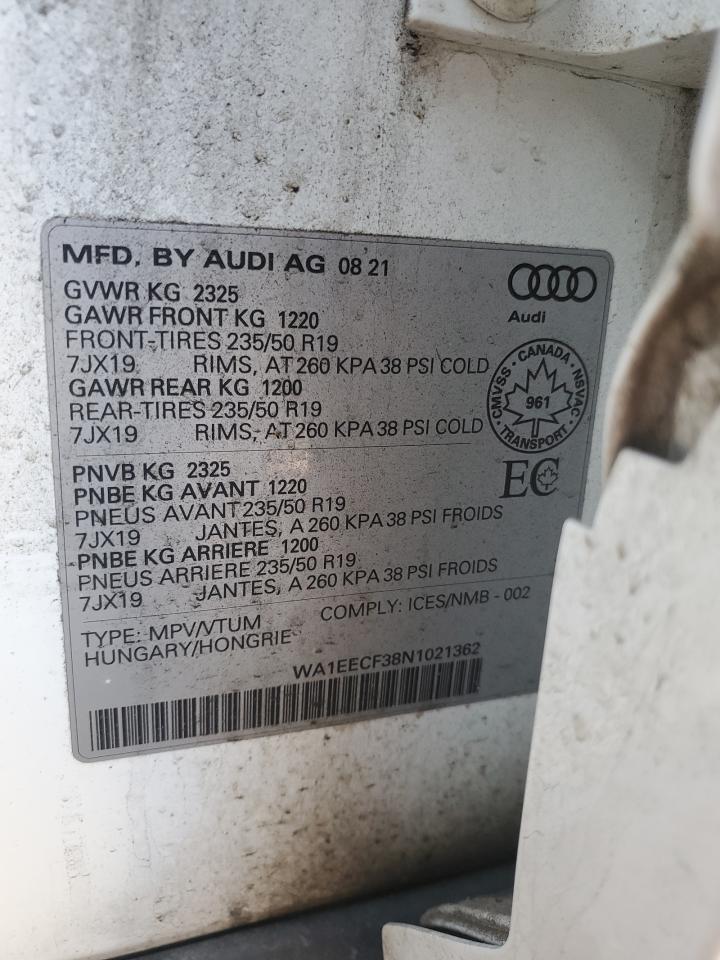 MFD. BY AUDI AG 08 21
GVWR KG 2325
GAWR FRONT KG 1220
FRONT-TIRES 235/50 R19
7JX19 RIMS, AT 260 KPA 38 PSI COLD
GAWR REAR KG 1200
REAR-TIRES 235/50 R19
7JX19 RIMS, AT 260 KPA 38 PSI COLD
Audi
CMVSS · CANADA · NSVAC · TRANSPORT ·
961
PNVB KG 2325
PNBE KG AVANT 1220
PNEUS AVANT 235/50 R19
7JX19 JANTES, A 260 KPA 38 PSI FROIDS
PNBE KG ARRIERE 1200
PNEUS ARRIERE 235/50 R19
7JX19 JANTES, A 260 KPA 38 PSI FROIDS
EC
TYPE: MPV/VTUM COMPLY: ICES/NMB - 002
HUNGARY/HONGRIE
WA1EECF38N1021362